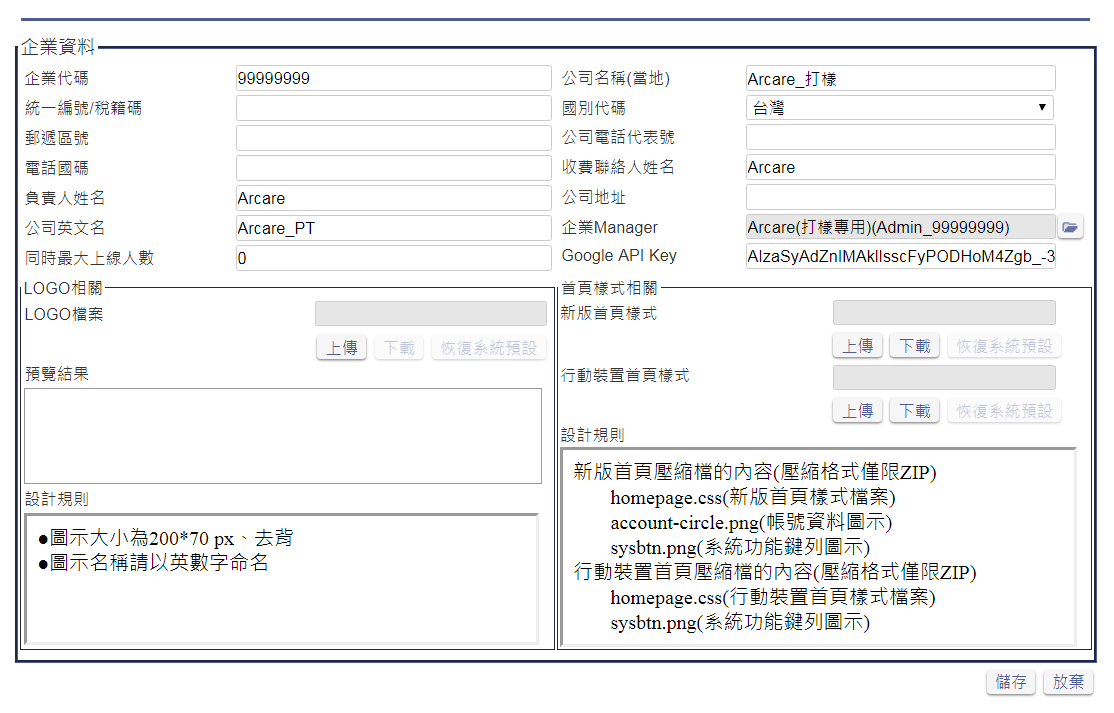 企業資料
企業代碼 99999999 公司名稱(當地) Arcare_打樣
統一編號/稅籍碼 國別代碼 台灣
郵遞區號 公司電話代表號
電話國碼 收費聯絡人姓名 Arcare
負責人姓名 Arcare 公司地址
公司英文名 Arcare_PT 企業Manager Arcare(打樣專用)(Admin_99999999)
同時最大上線人數 0 Google API Key AIzaSyAdZnIMAkIlsscFyPODHoM4Zgb_-3
LOGO相關
LOGO檔案
上傳 下載 恢復系統預設
預覽結果
設計規則
●圖示大小為200*70 px、去背
●圖示名稱請以英數字命名
首頁樣式相關
新版首頁樣式
上傳 下載 恢復系統預設
行動裝置首頁樣式
上傳 下載 恢復系統預設
設計規則
新版首頁壓縮檔的內容(壓縮格式僅限ZIP)
homepage.css(新版首頁樣式檔案)
account-circle.png(帳號資料圖示)
sysbtn.png(系統功能鍵列圖示)
行動裝置首頁壓縮檔的內容(壓縮格式僅限ZIP)
homepage.css(行動裝置首頁樣式檔案)
sysbtn.png(系統功能鍵列圖示)
儲存 放棄